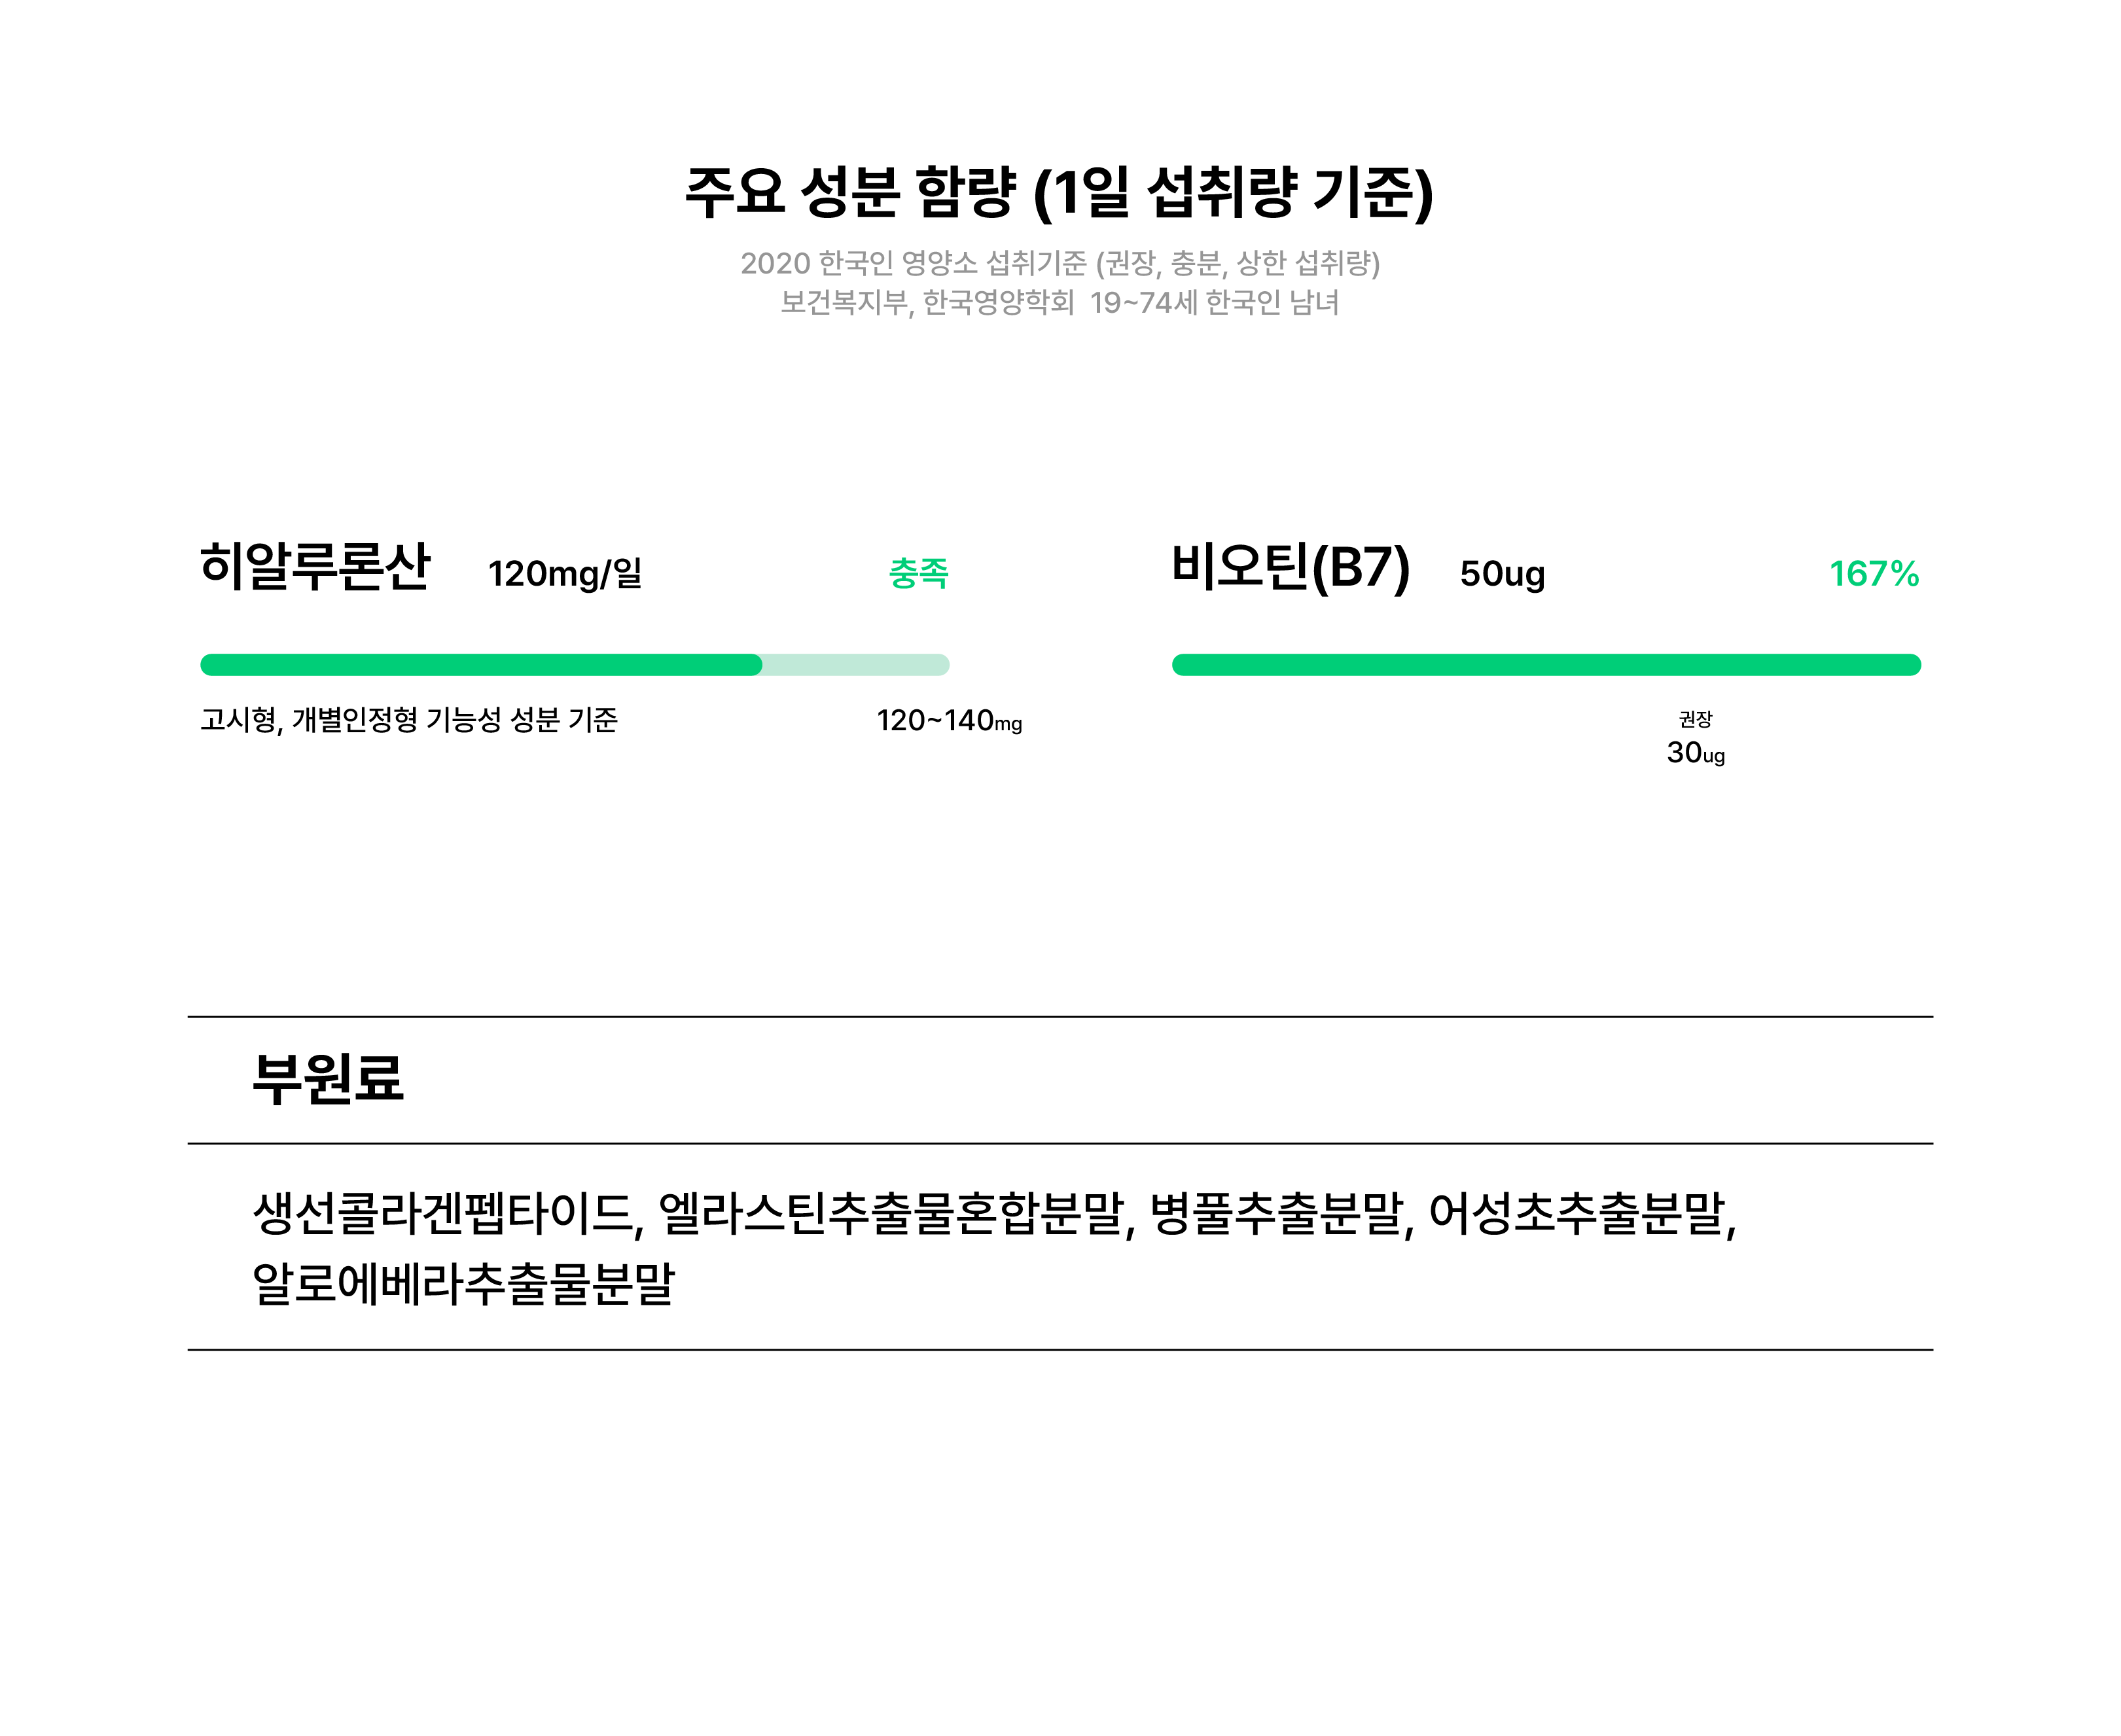 주요 성분 함량 (1일 섭취량 기준)
2020 한국인 영양소 섭취기준 (권장, 충분, 상한 섭취량)
보건복지부, 한국영양학회 19~74세 한국인 남녀
히알루론산 120mg/일 충족
고시형, 개별인정형 기능성 성분 기준 120~140mg
비오틴(B7) 50ug 167%
권장
30ug
부원료
생선콜라겐펩타이드, 엘라스틴추출물혼합분말, 병풀추출분말, 어성초추출분말,
알로에베라추출물분말